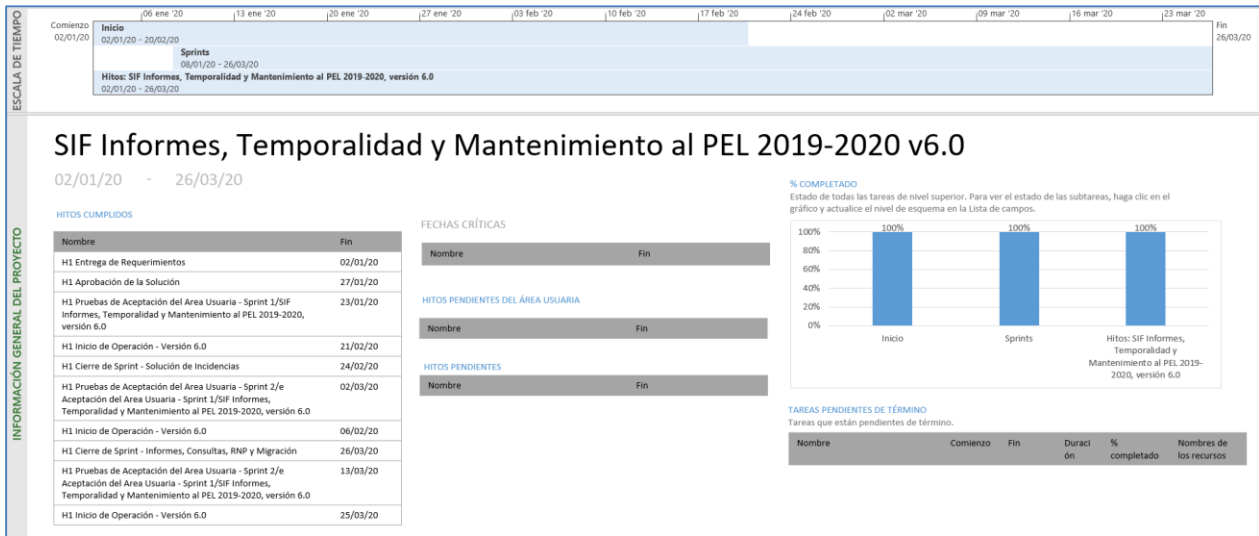 ESCALA DE TIEMPO
06 ene '20 13 ene '20 20 ene '20 27 ene '20 03 feb '20 10 feb '20 17 feb '20 24 feb '20 02 mar '20 09 mar '20 16 mar '20 23 mar '20
Comienzo
02/01/20
Inicio
02/01/20 - 20/02/20
Sprints
08/01/20 - 26/03/20
Hitos: SIF Informes, Temporalidad y Mantenimiento al PEL 2019-2020, versión 6.0
02/01/20 - 26/03/20
Fin
26/03/20
INFORMACIÓN GENERAL DEL PROYECTO
SIF Informes, Temporalidad y Mantenimiento al PEL 2019-2020 v6.0
02/01/20 - 26/03/20
HITOS CUMPLIDOS
Nombre Fin
H1 Entrega de Requerimientos 02/01/20
H1 Aprobación de la Solución 27/01/20
H1 Pruebas de Aceptación del Area Usuaria - Sprint 1/SIF 23/01/20
Informes, Temporalidad y Mantenimiento al PEL 2019-2020,
versión 6.0
H1 Inicio de Operación - Versión 6.0 21/02/20
H1 Cierre de Sprint - Solución de Incidencias 24/02/20
H1 Pruebas de Aceptación del Area Usuaria - Sprint 2/e 02/03/20
Aceptación del Area Usuaria - Sprint 1/SIF Informes,
Temporalidad y Mantenimiento al PEL 2019-2020, versión 6.0
H1 Inicio de Operación - Versión 6.0 06/02/20
H1 Cierre de Sprint - Informes, Consultas, RNP y Migración 26/03/20
H1 Pruebas de Aceptación del Area Usuaria - Sprint 2/e 13/03/20
Aceptación del Area Usuaria - Sprint 1/SIF Informes,
Temporalidad y Mantenimiento al PEL 2019-2020, versión 6.0
H1 Inicio de Operación - Versión 6.0 25/03/20
FECHAS CRÍTICAS
Nombre Fin
HITOS PENDIENTES DEL ÁREA USUARIA
Nombre Fin
HITOS PENDIENTES
Nombre Fin
% COMPLETADO
Estado de todas las tareas de nivel superior. Para ver el estado de las subtareas, haga clic en el
gráfico y actualice el nivel de esquema en la Lista de campos.
100% 100% 100%
100%
80%
60%
40%
20%
0%
Inicio Sprints Hitos: SIF Informes,
Temporalidad y
Mantenimiento al PEL 2019-
2020, versión 6.0
TAREAS PENDIENTES DE TÉRMINO
Tareas que están pendientes de término.
Nombre Comienzo Fin Duraci % Nombres de
ón completado los recursos